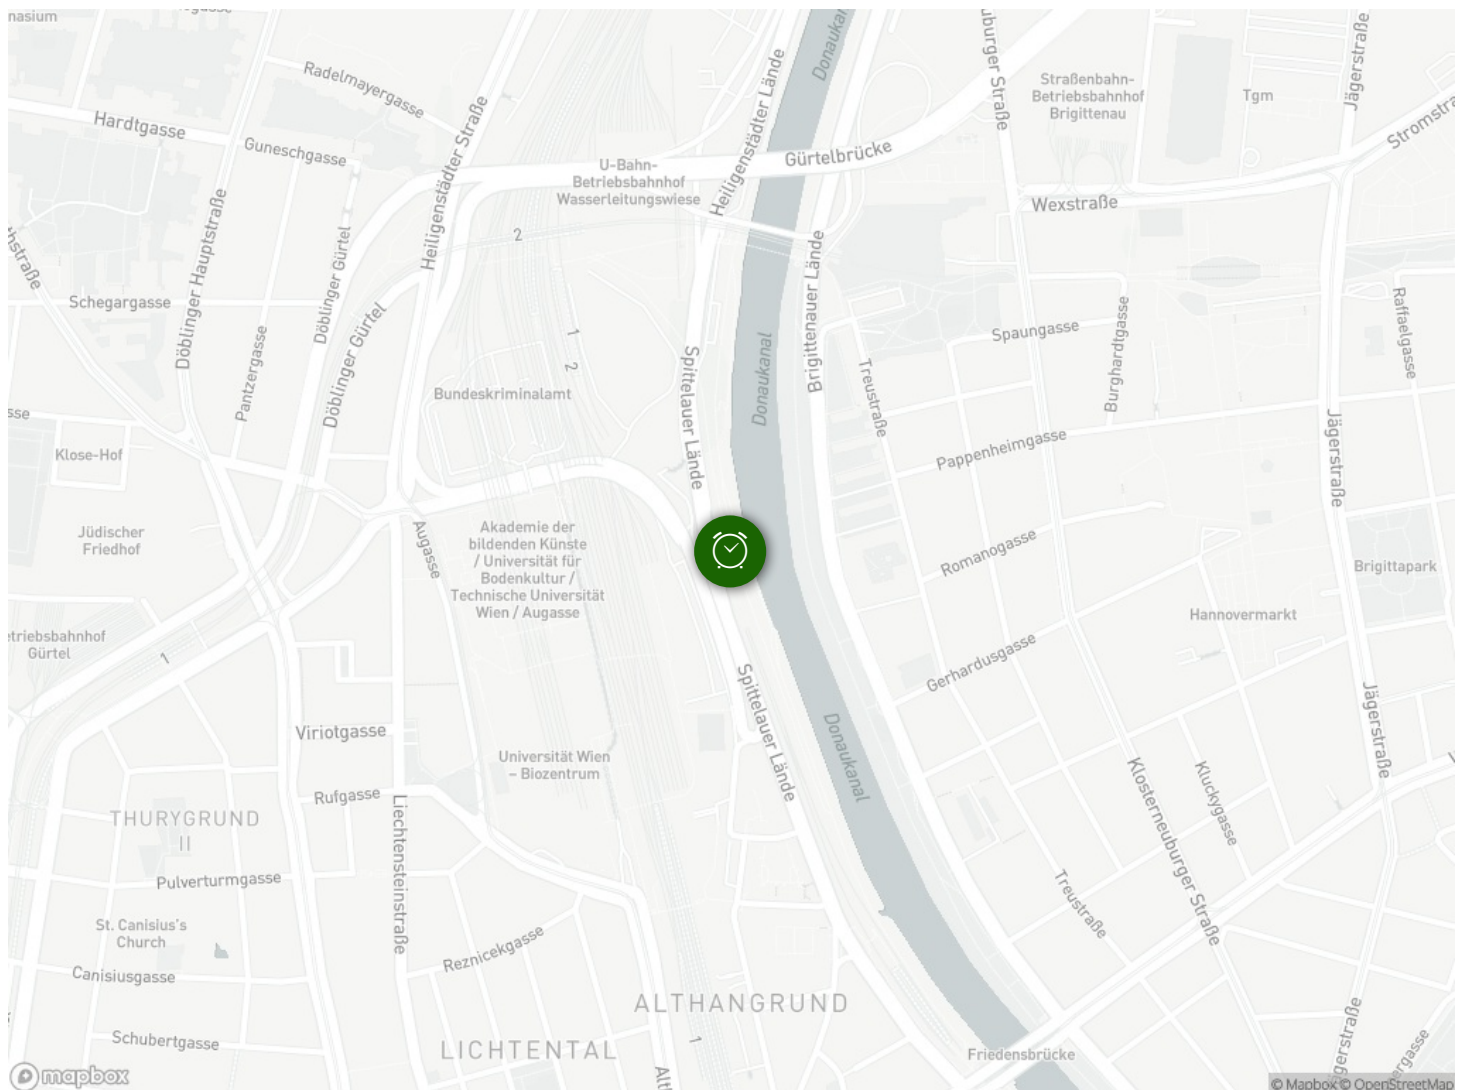 Donaukanal
Radelmayergasse
Hardtgasse
Guneschgasse
Heiligenstädter Straße
Heiligenstädter Lände
U-Bahn-
Betriebsbahnhof
Wasserleitungswiese
Gürtelbrücke
Straßenbahn-
Betriebsbahnhof
Brigittenau
Tgm
Jägerstraße
Wexstraße
2
Döblinger Hauptstraße
Döblinger Gürtel
Schegargasse
Pantzergasse
Döblinger Gürtel
1
2
Bundeskriminalamt
Spittelauer Lände
Donaukanal
Brigittenauer Lände
Treustraße
Spaungasse
Burghardtgasse
Raffaelgasse
Pappenheimgasse
Jägerstraße
Klose-Hof
Jüdischer
Friedhof
Augasse
Akademie der
bildenden Künste
/ Universität für
Bodenkultur /
Technische Universität
Wien / Augasse
Romanogasse
Brigittapark
Hannovermarkt
Gürtel
1
Gerhardusgasse
Spittelauer Lände
Donaukanal
Jägerstraße
Viriotgasse
Universität Wien
– Biozentrum
Rufgasse
Liechtensteinstraße
Klosterneuburger Straße
Kluckygasse
THURYGRUND
II
Pulverturmgasse
Treustraße
St. Canisius's
Church
Reznicekgasse
Canisiusgasse
ALTHANGRUND
Schubertgasse
LICHTENTAL
1
Friedensbrücke
mapbox
© Mapbox © OpenStreetMap